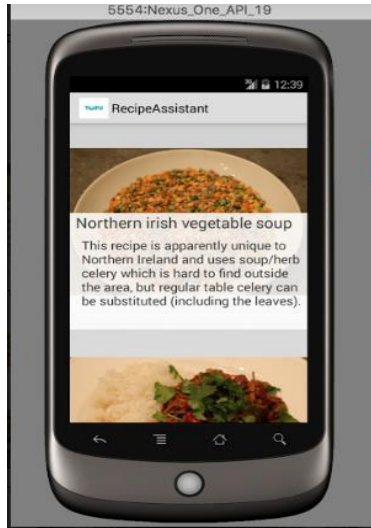 5554:Nexus_One_API_19
3G 12:39
RecipeAssistant
Northern irish vegetable soup
This recipe is apparently unique to
Northern Ireland and uses soup/herb
celery which is hard to find outside
the area, but regular table celery can
be substituted (including the leaves).